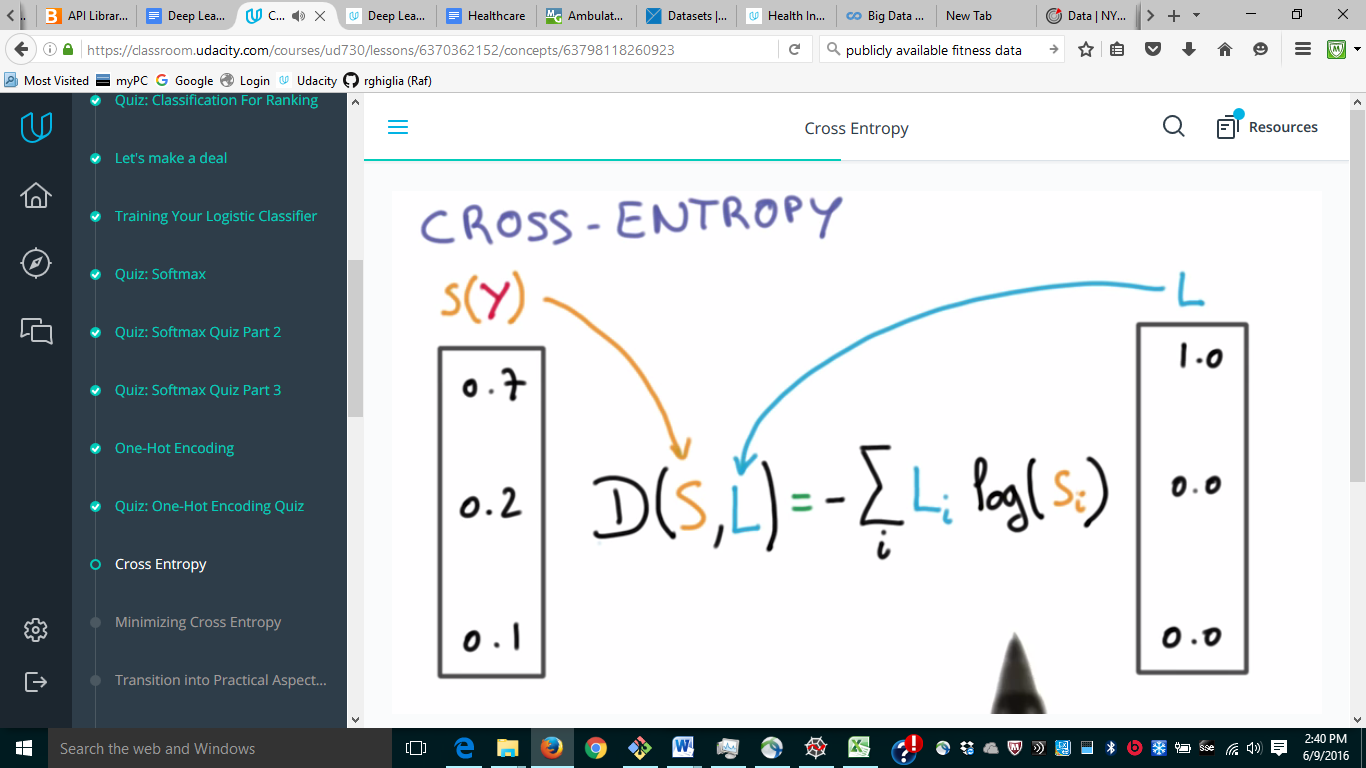 API Librar...
Deep Lea...
C...
Deep Lea...
Healthcare
Ambulat...
Datasets |...
Health In...
Big Data ...
New Tab
Data | NY...
https://classroom.udacity.com/courses/ud730/lessons/6370362152/concepts/63798118260923
publicly available fitness data
Most Visited
myPC
Google
Login
Udacity
rghiglia (Raf)
Quiz: Classification For Ranking
Let's make a deal
Training Your Logistic Classifier
Quiz: Softmax
Quiz: Softmax Quiz Part 2
Quiz: Softmax Quiz Part 3
One-Hot Encoding
Quiz: One-Hot Encoding Quiz
Cross Entropy
Minimizing Cross Entropy
Transition into Practical Aspect...
Cross Entropy
Resources
CROSS-ENTROPY
S(Y)
L
0.7
0.2
0.1
D(S,L) = - ∑i Li log(Si)
1.0
0.0
0.0
Search the web and Windows
2:40 PM
6/9/2016